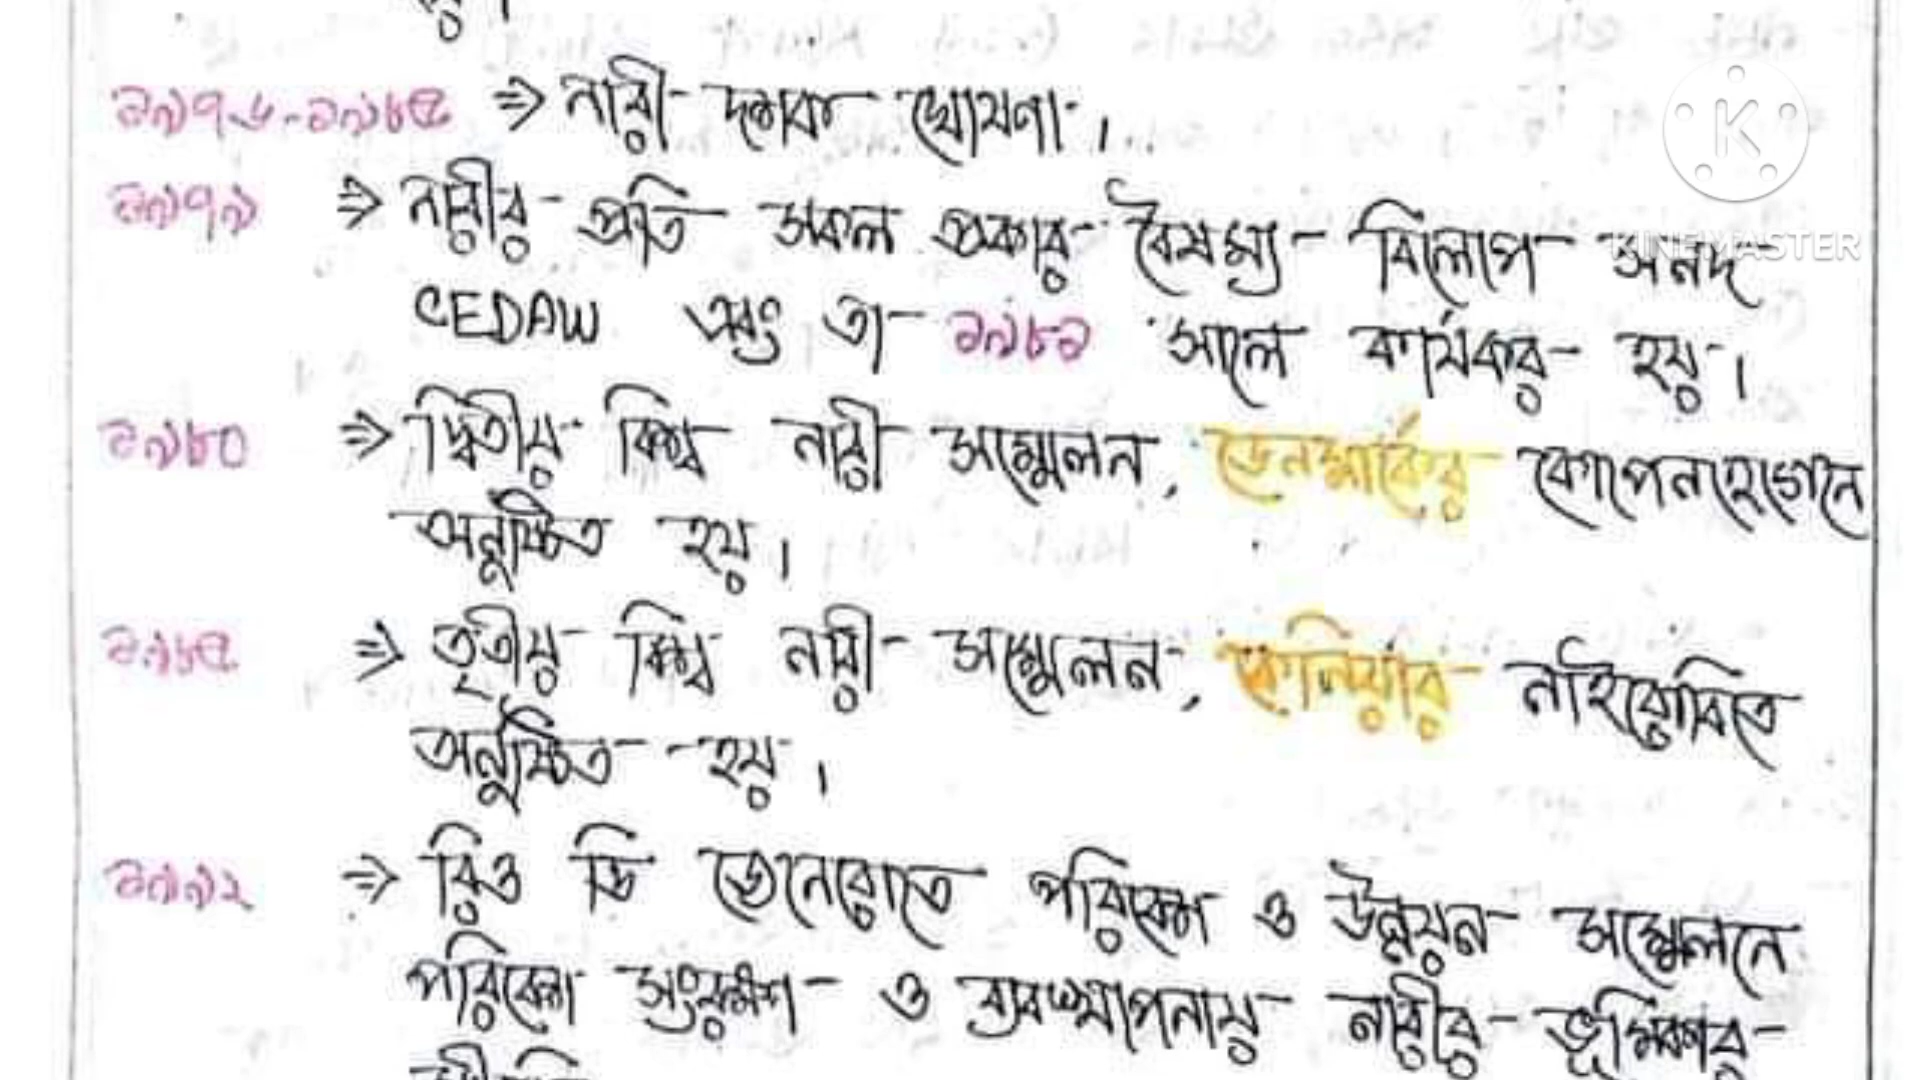 ১৯৭৬-১৯৮৫ ⇒ নারী দশক ঘোষণা।
১৯৭৯ ⇒ নারীর প্রতি সকল প্রকার বৈষম্য বিলোপ সনদ
CEDAW এবং তা ১৯৮১ সালে কার্যকর হয়।
১৯৮০ ⇒ দ্বিতীয় বিশ্ব নারী সম্মেলন, ডেনমার্কের কোপেনহেগেনে
অনুষ্ঠিত হয়।
১৯৮৫ ⇒ তৃতীয় বিশ্ব নারী সম্মেলন, কেনিয়ার নাইরোবিতে
অনুষ্ঠিত হয়।
১৯৯২ ⇒ রিও ডি জেনেরোতে পরিবেশ ও উন্নয়ন সম্মেলনে
পরিবেশ সংরক্ষণ ও ব্যবস্থাপনায় নারীর ভূমিকার
K
KINEMASTER